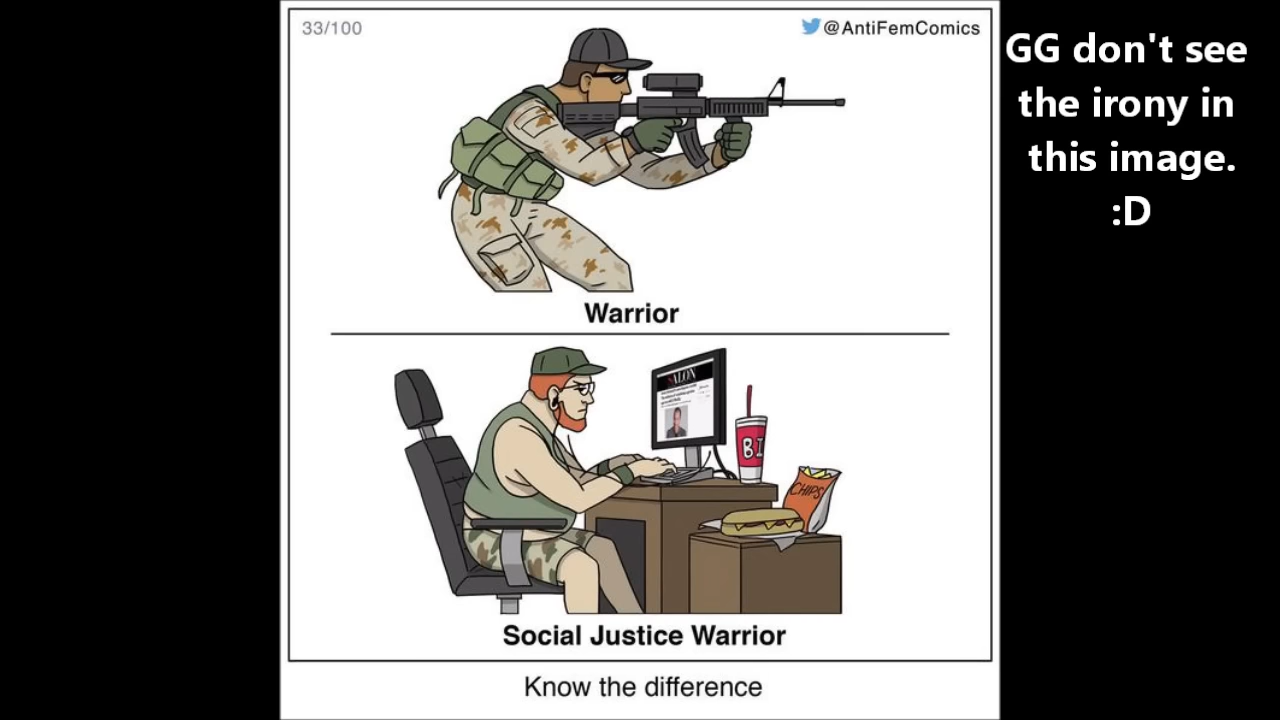 33/100
@AntiFemComics
GG don't see
the irony in
this image.
:D
Warrior
SALON
BI
CHIPS
Social Justice Warrior
Know the difference